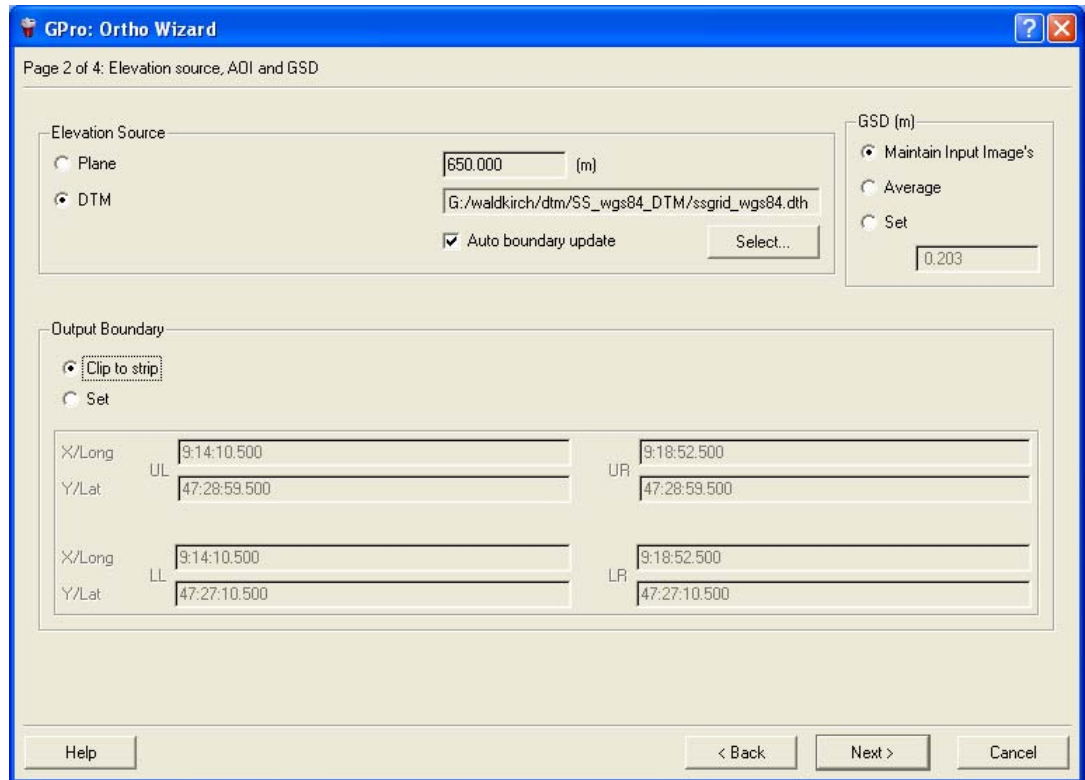 GPro: Ortho Wizard
Page 2 of 4: Elevation source, AOI and GSD
Elevation Source
Plane
650.000 (m)
DTM
G:/waldkirch/dtm/SS_wgs84_DTM/ssgrid_wgs84.dth
Auto boundary update
Select...
GSD (m)
Maintain Input Image's
Average
Set
0.203
Output Boundary
Clip to strip
Set
X/Long UL 9:14:10.500 UR 9:18:52.500
Y/Lat 47:28:59.500 47:28:59.500
X/Long LL 9:14:10.500 LR 9:18:52.500
Y/Lat 47:27:10.500 47:27:10.500
Help < Back Next > Cancel